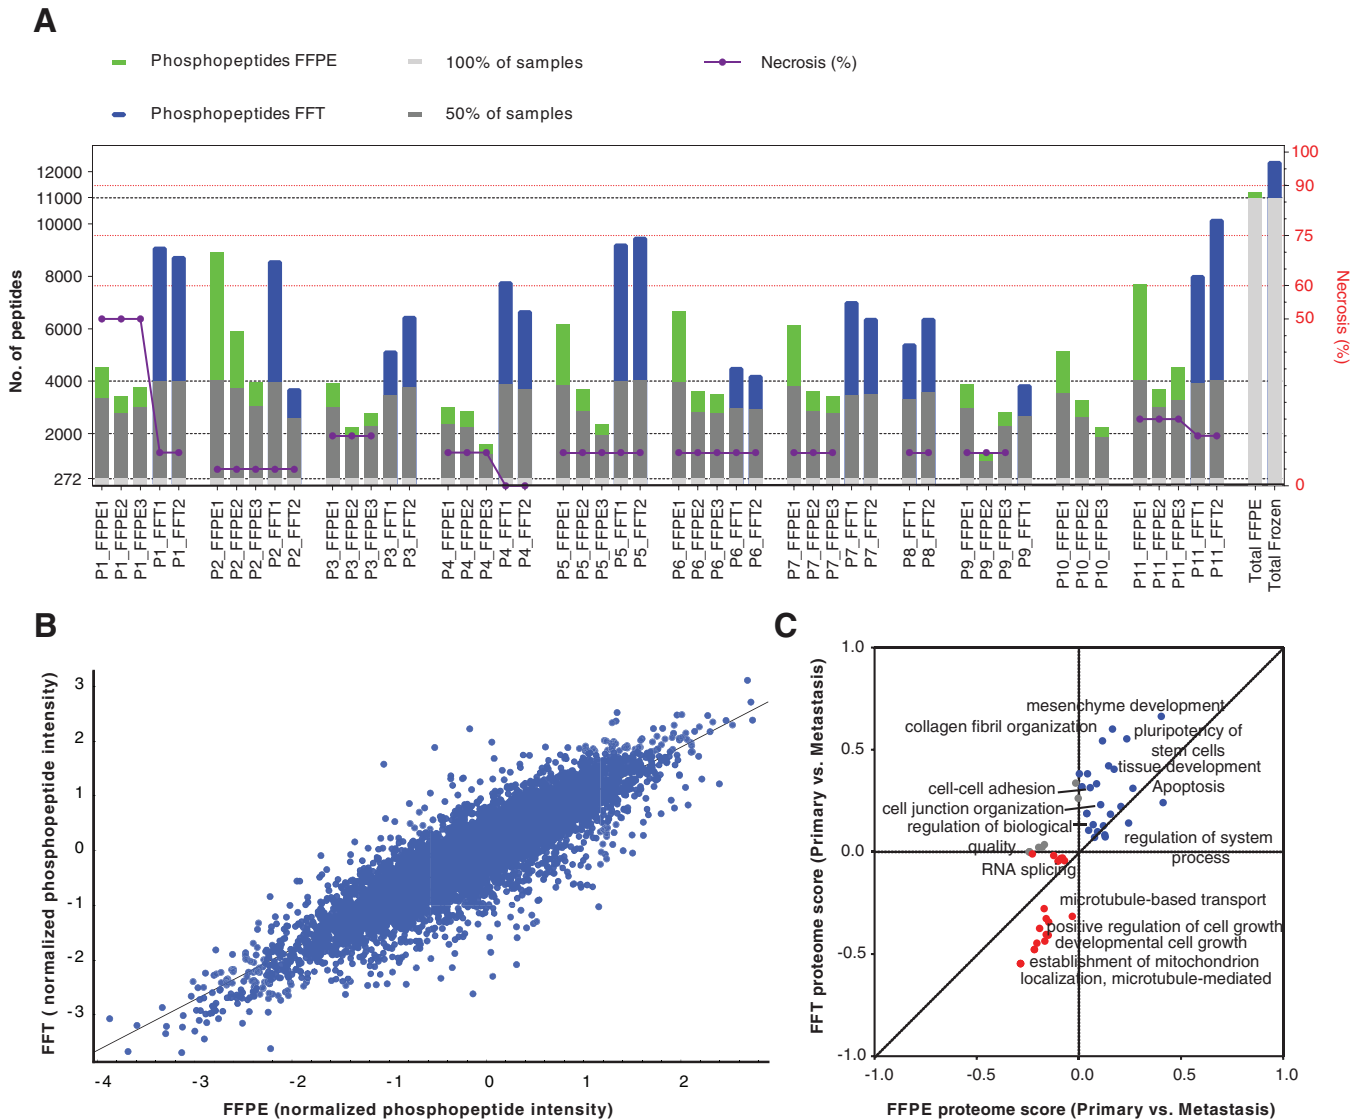 A
Phosphopeptides FFPE
100% of samples
Necrosis (%)
Phosphopeptides FFT
50% of samples
No. of peptides
12000
11000
10000
8000
6000
4000
2000
272
100
90
75
60
50
0
Necrosis (%)
P1_FFPE1
P1_FFPE2
P1_FFPE3
P1_FFT1
P1_FFT2
P2_FFPE1
P2_FFPE2
P2_FFPE3
P2_FFT1
P2_FFT2
P3_FFPE1
P3_FFPE2
P3_FFPE3
P3_FFT1
P3_FFT2
P4_FFPE1
P4_FFPE2
P4_FFPE3
P4_FFT1
P4_FFT2
P5_FFPE1
P5_FFPE2
P5_FFPE3
P5_FFT1
P5_FFT2
P6_FFPE1
P6_FFPE2
P6_FFPE3
P6_FFT1
P6_FFT2
P7_FFPE1
P7_FFPE2
P7_FFPE3
P7_FFT1
P7_FFT2
P8_FFT1
P8_FFT2
P9_FFPE1
P9_FFPE2
P9_FFPE3
P9_FFT1
P10_FFPE1
P10_FFPE2
P10_FFPE3
P11_FFPE1
P11_FFPE2
P11_FFPE3
P11_FFT1
P11_FFT2
Total FFPE
Total Frozen
B
FFT ( normalized phosphopeptide intensity)
3
2
1
0
-1
-2
-3
-4
-3
-2
-1
0
1
2
FFPE (normalized phosphopeptide intensity)
C
FFT proteome score (Primary vs. Metastasis)
1.0
0.5
0.0
-0.5
-1.0
mesenchyme development
collagen fibril organization
pluripotency of
stem cells
tissue development
Apoptosis
cell-cell adhesion
cell junction organization
regulation of biological
quality
regulation of system
process
RNA splicing
microtubule-based transport
positive regulation of cell growth
developmental cell growth
establishment of mitochondrion
localization, microtubule-mediated
-1.0
-0.5
0.0
0.5
1.0
FFPE proteome score (Primary vs. Metastasis)